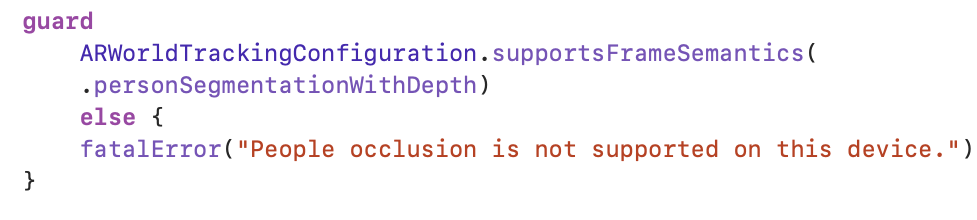 guard
    ARWorldTrackingConfiguration.supportsFrameSemantics(
    .personSegmentationWithDepth)
    else {
    fatalError("People occlusion is not supported on this device.")
}